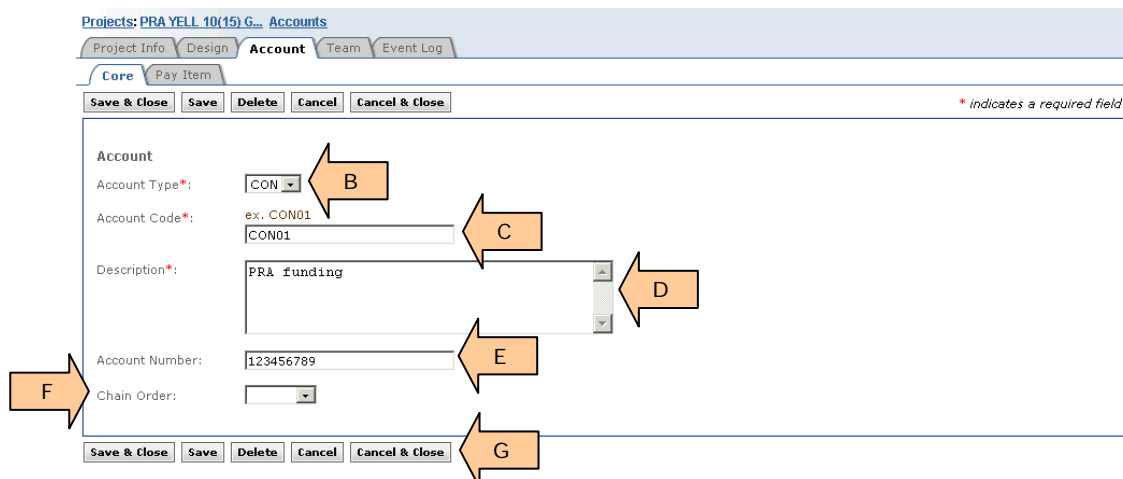 Projects: PRA YELL 10(15) G... Accounts
Project Info Design Account Team Event Log
Core Pay Item
Save & Close Save Delete Cancel Cancel & Close * indicates a required field
Account
Account Type*: CON B
Account Code*: ex. CON01
CON01 C
Description*: PRA funding D
Account Number: 123456789 E
F Chain Order:
Save & Close Save Delete Cancel Cancel & Close G